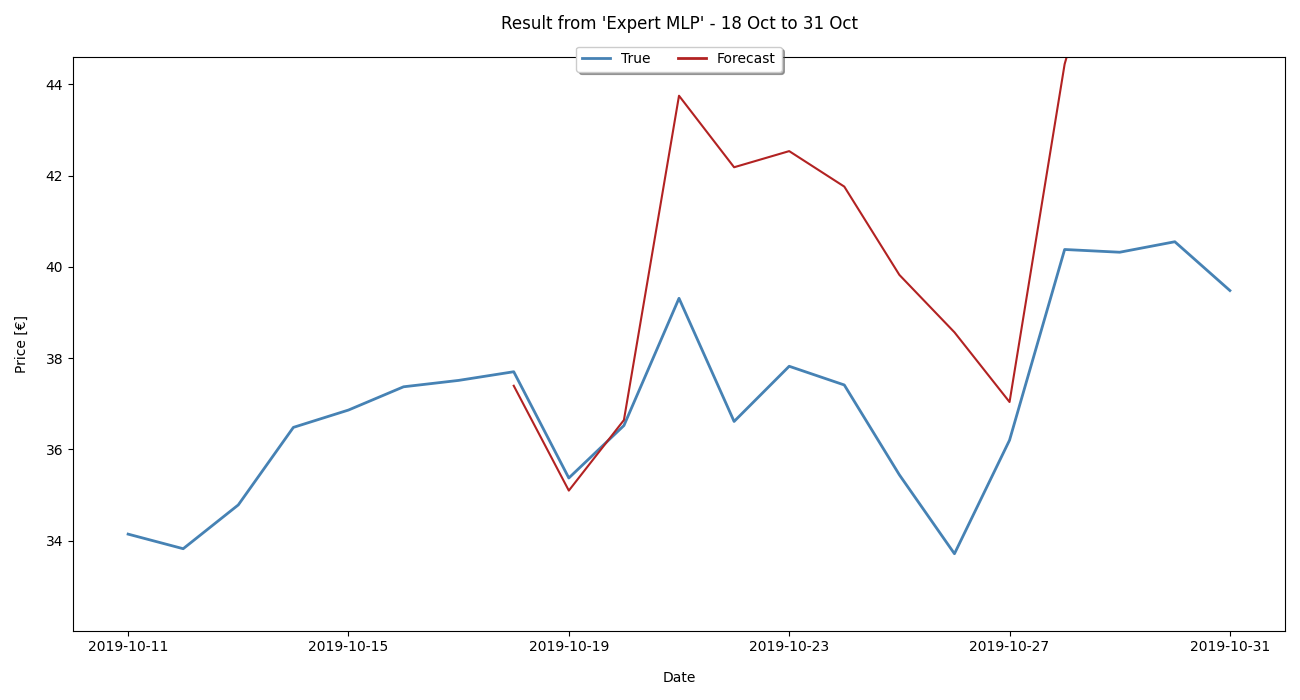 Result from 'Expert MLP' - 18 Oct to 31 Oct
True Forecast
44
42
40
38
36
34
Price [€]
2019-10-11 2019-10-15 2019-10-19 2019-10-23 2019-10-27 2019-10-31
Date